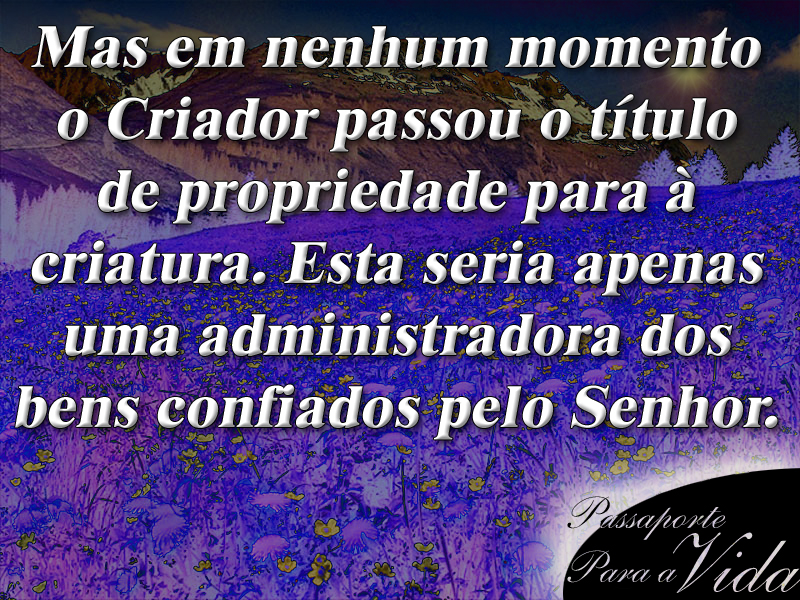 Mas em nenhum momento
o Criador passou o título
de propriedade para à
criatura. Esta seria apenas
uma administradora dos
bens confiados pelo Senhor.
Passaporte
Para a Vida